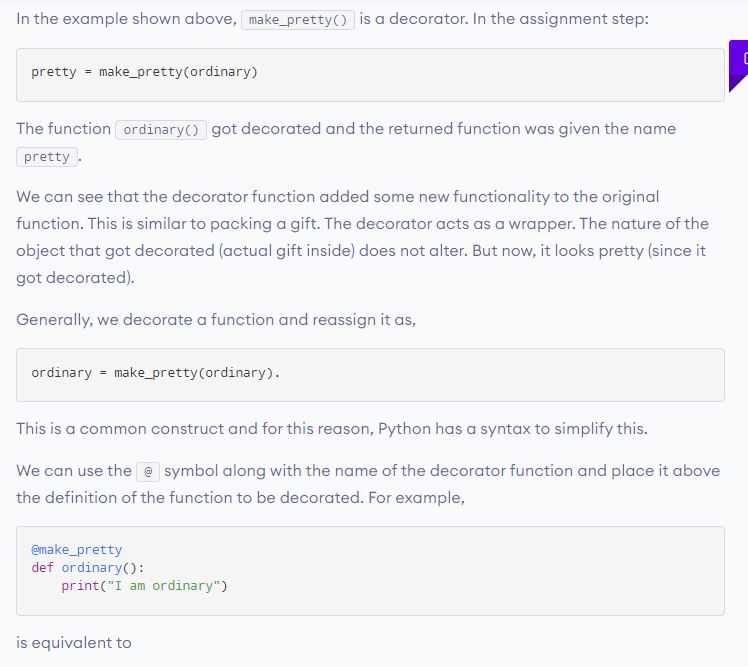 In the example shown above, make_pretty() is a decorator. In the assignment step:
pretty = make_pretty(ordinary)
The function ordinary() got decorated and the returned function was given the name
pretty .
We can see that the decorator function added some new functionality to the original
function. This is similar to packing a gift. The decorator acts as a wrapper. The nature of the
object that got decorated (actual gift inside) does not alter. But now, it looks pretty (since it
got decorated).
Generally, we decorate a function and reassign it as,
ordinary = make_pretty(ordinary).
This is a common construct and for this reason, Python has a syntax to simplify this.
We can use the @ symbol along with the name of the decorator function and place it above
the definition of the function to be decorated. For example,
@make_pretty
def ordinary():
    print("I am ordinary")
is equivalent to